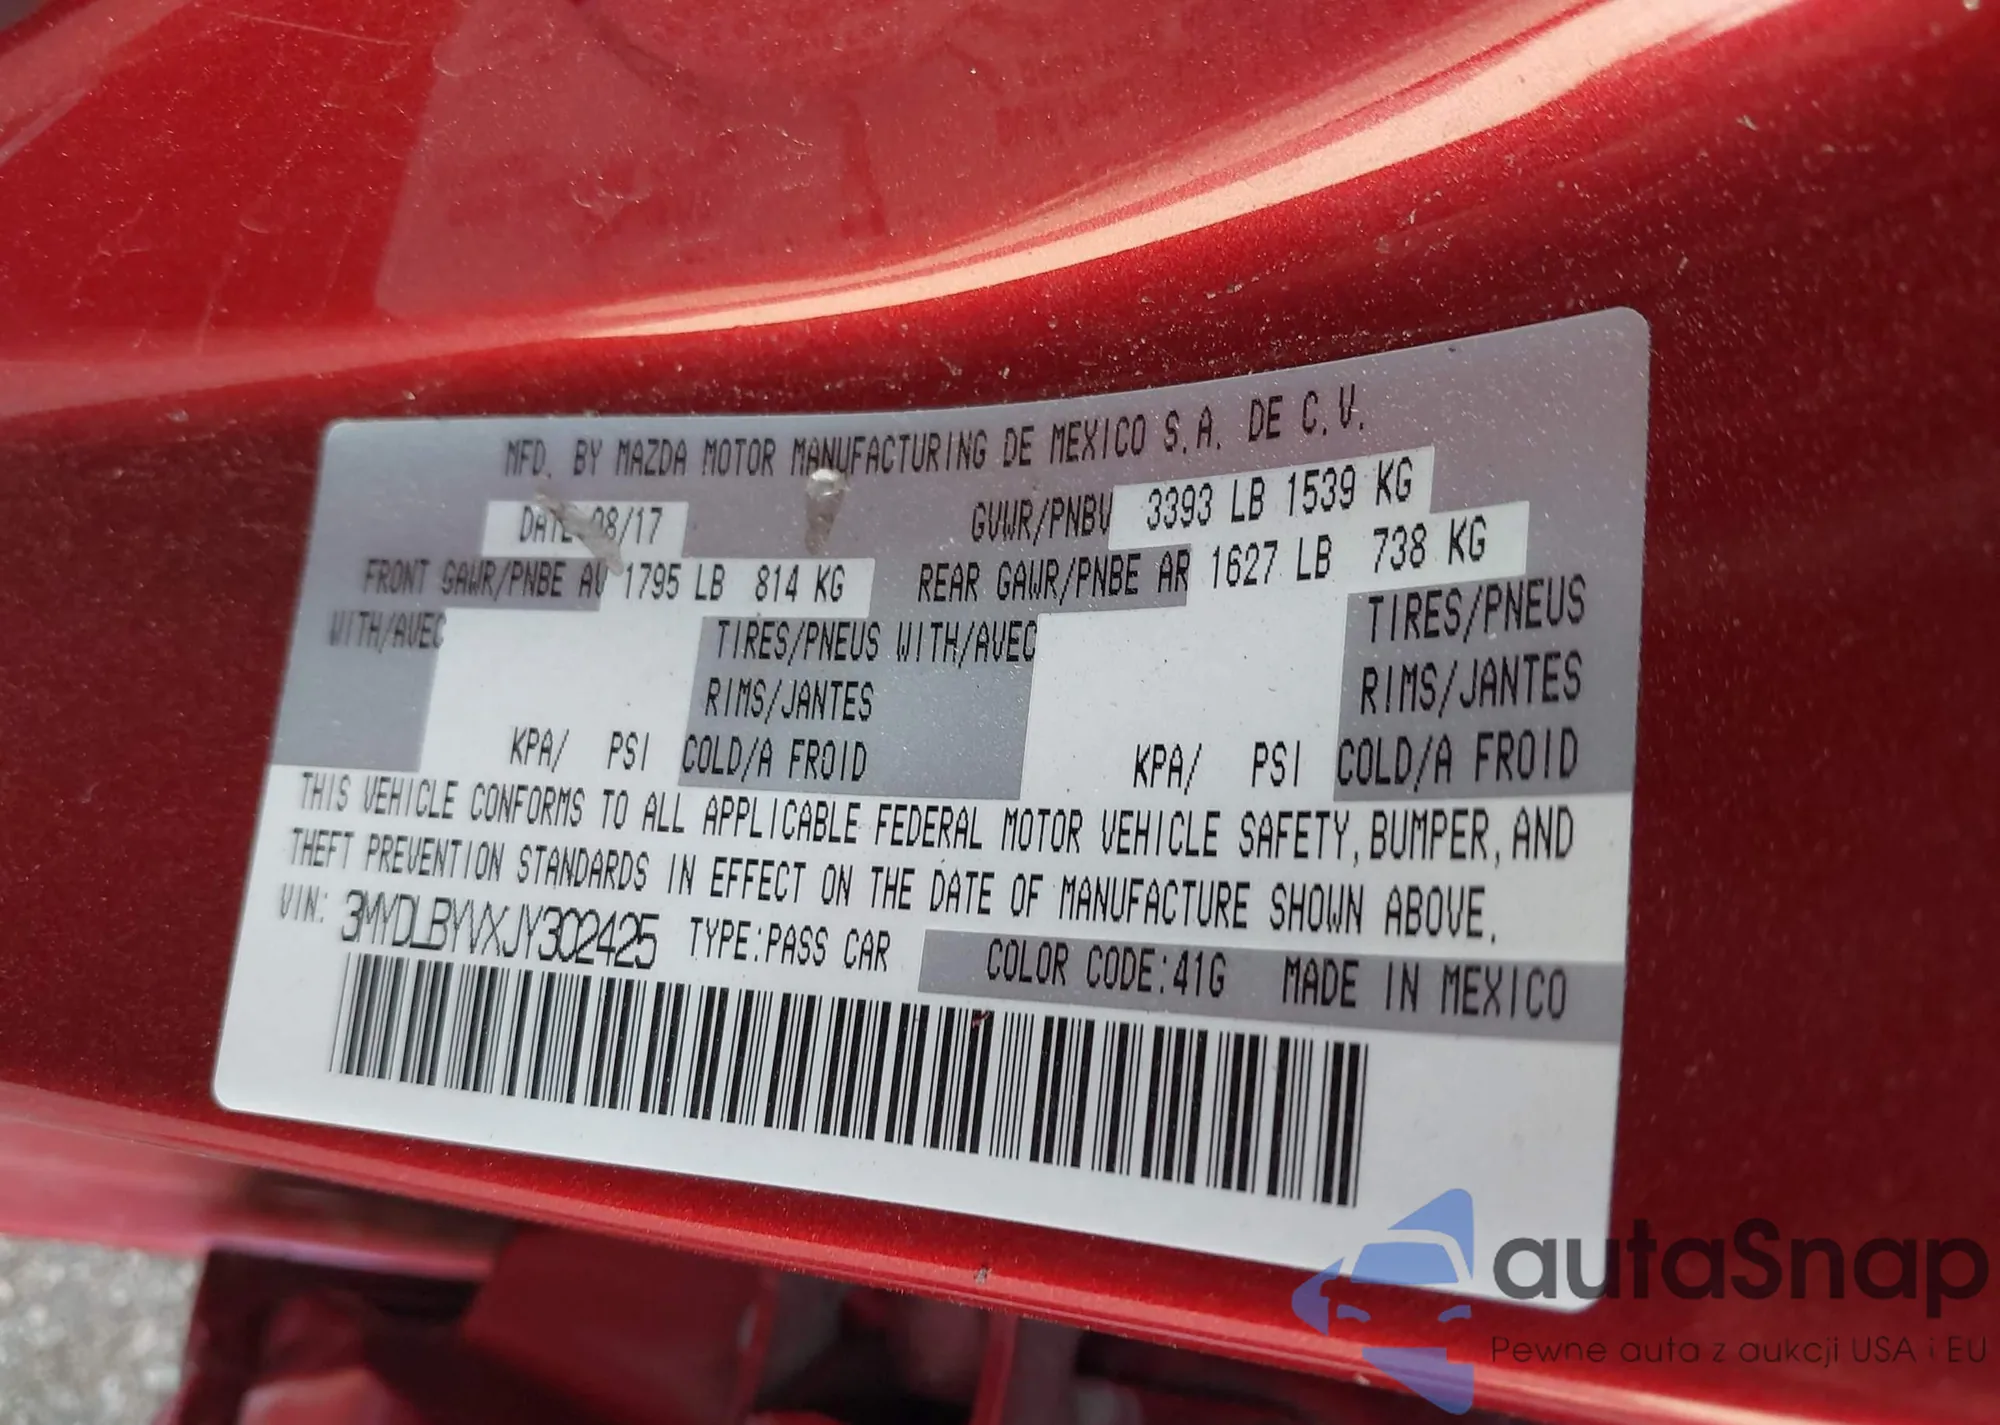 MFD. BY MAZDA MOTOR MANUFACTURING DE MEXICO S.A. DE C.V.
DATE 08/17 GVWR/PNBV 3393 LB 1539 KG
FRONT GAWR/PNBE AV 1795 LB 814 KG REAR GAWR/PNBE AR 1627 LB 738 KG
WITH/AVEC TIRES/PNEUS WITH/AVEC TIRES/PNEUS
RIMS/JANTES RIMS/JANTES
KPA/ PSI COLD/A FROID KPA/ PSI COLD/A FROID
THIS VEHICLE CONFORMS TO ALL APPLICABLE FEDERAL MOTOR VEHICLE SAFETY, BUMPER, AND
THEFT PREVENTION STANDARDS IN EFFECT ON THE DATE OF MANUFACTURE SHOWN ABOVE.
VIN: 3MYDLBYVXJY302425 TYPE:PASS CAR COLOR CODE:41G MADE IN MEXICO
autaSnap
Pewne auta z aukcji USA i EU